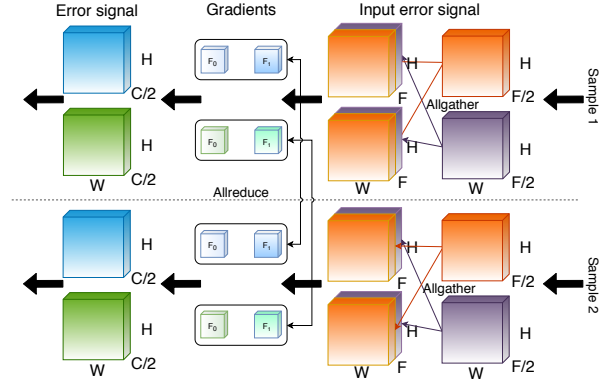 Error signal
Gradients
Input error signal
H
C/2
F₀
F₁
H
F
H
F/2
Sample 1
Allgather
H
C/2
W
F₀
F₁
H
F
W
H
F/2
W
Allreduce
H
C/2
F₀
F₁
H
F
H
F/2
Sample 2
Allgather
H
C/2
W
F₀
F₁
H
F
W
H
F/2
W